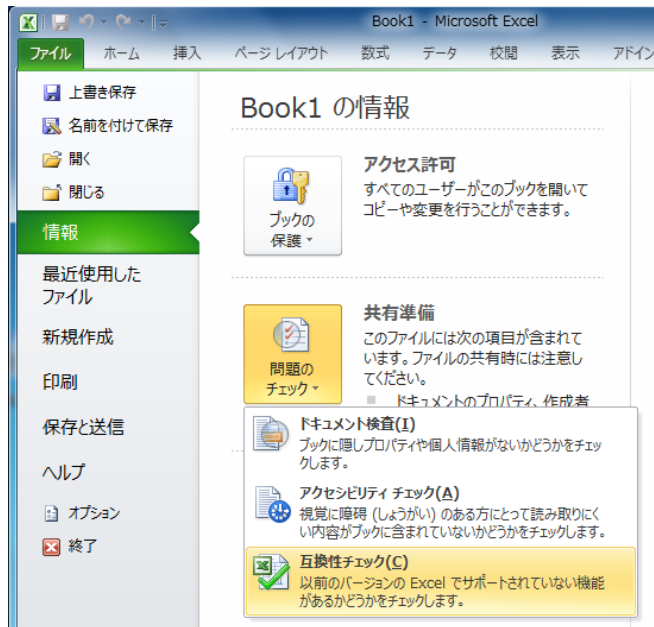 Book1 - Microsoft Excel
ファイル ホーム 挿入 ページ レイアウト 数式 データ 校閲 表示 アドイン
上書き保存
名前を付けて保存
開く
閉じる
情報
最近使用した
ファイル
新規作成
印刷
保存と送信
ヘルプ
オプション
終了
Book1 の情報
ブックの
保護
アクセス許可
すべてのユーザーがこのブックを開いて
コピーや変更を行うことができます。
問題の
チェック
共有準備
このファイルには次の項目が含まれて
います。ファイルの共有時には注意し
てください。
ドキュメントのプロパティ、作成者
ドキュメント検査(I)
ブックに隠しプロパティや個人情報がないかどうかをチェッ
クします。
アクセシビリティ チェック(A)
視覚に障碍 (しょうがい) のある方にとって読み取りにく
い内容がブックに含まれていないかどうかをチェックします。
互換性チェック(C)
以前のバージョンの Excel でサポートされていない機能
があるかどうかをチェックします。